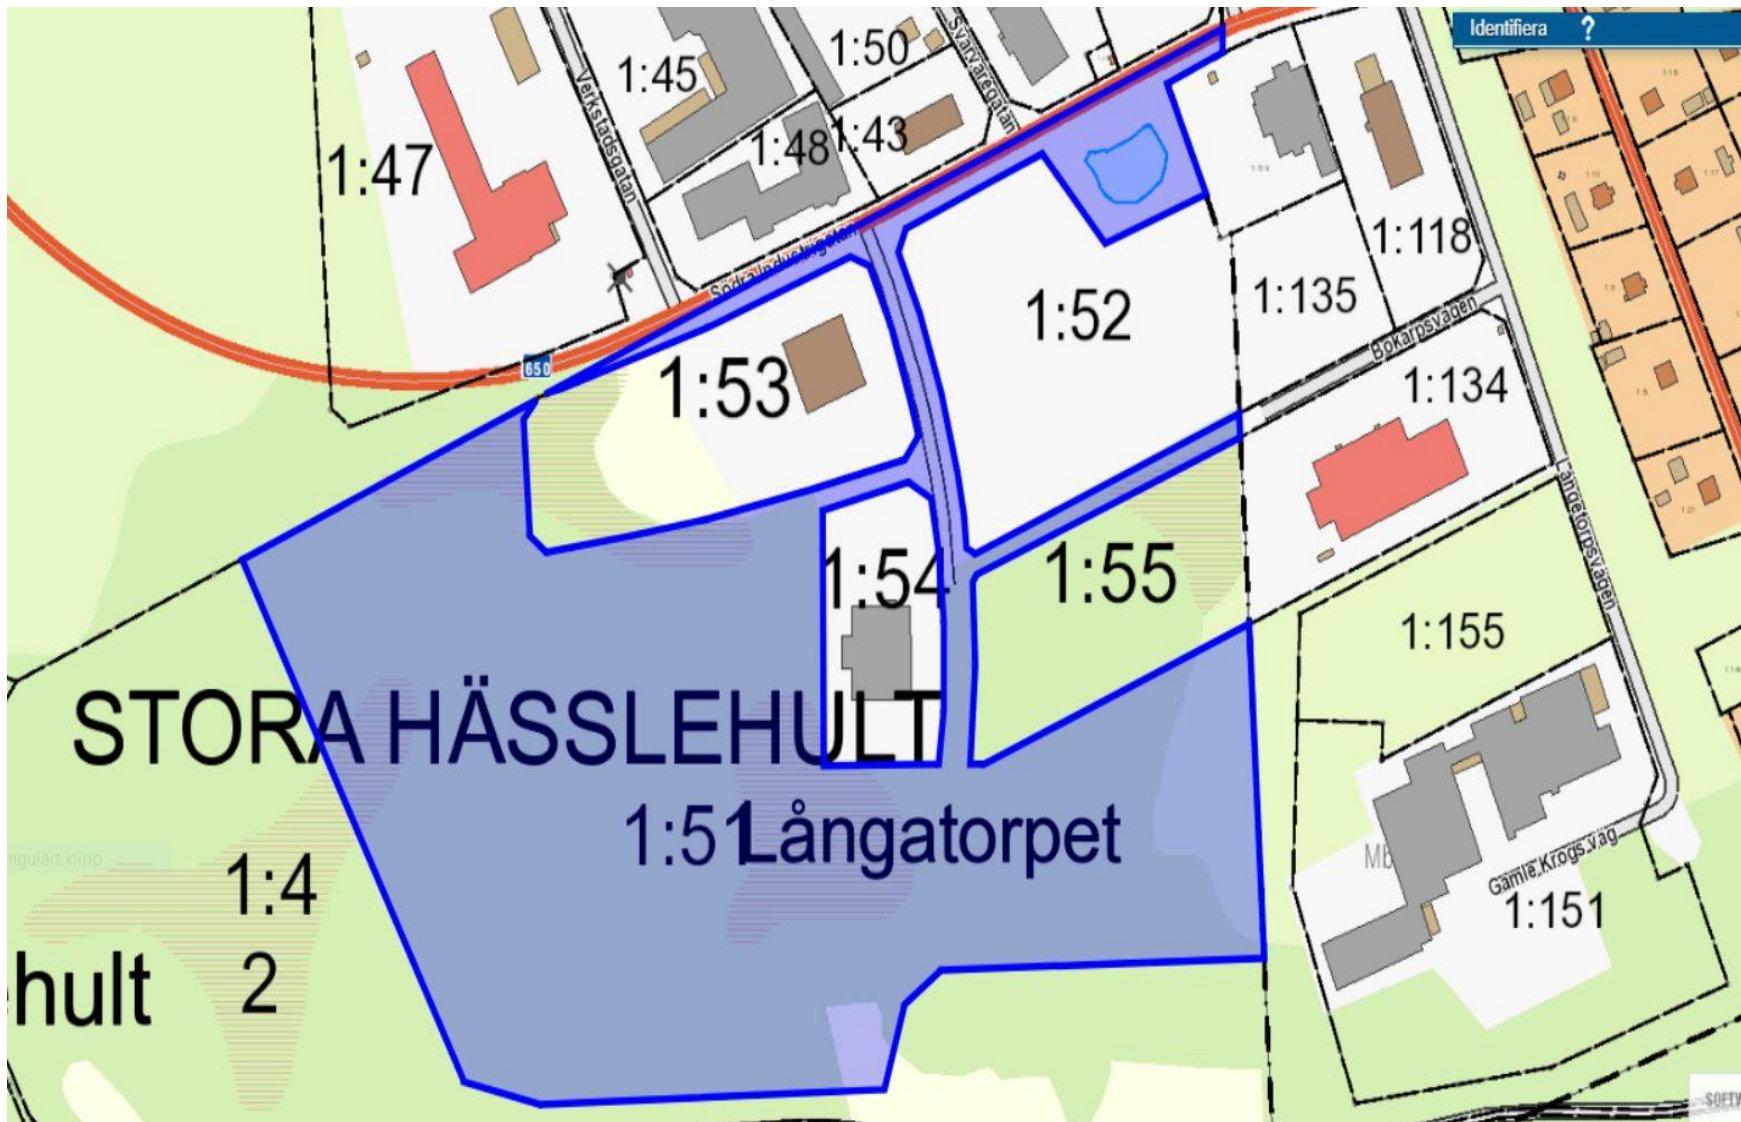 Identifiera ?
1:50
1:45
Svarvaregatan
Verkstadsgatan
1:43
1:48
1:47
1:118
Södra Industrigatan
1:52
1:135
Bokarpsvägen
650
1:53
1:134
Långetorpsvägen
1:54
1:55
1:155
STORA HÄSSLEHULT
1:51
Långatorpet
ngulärt klipp
1:4
Gamle Krogs väg
1:151
hult
2